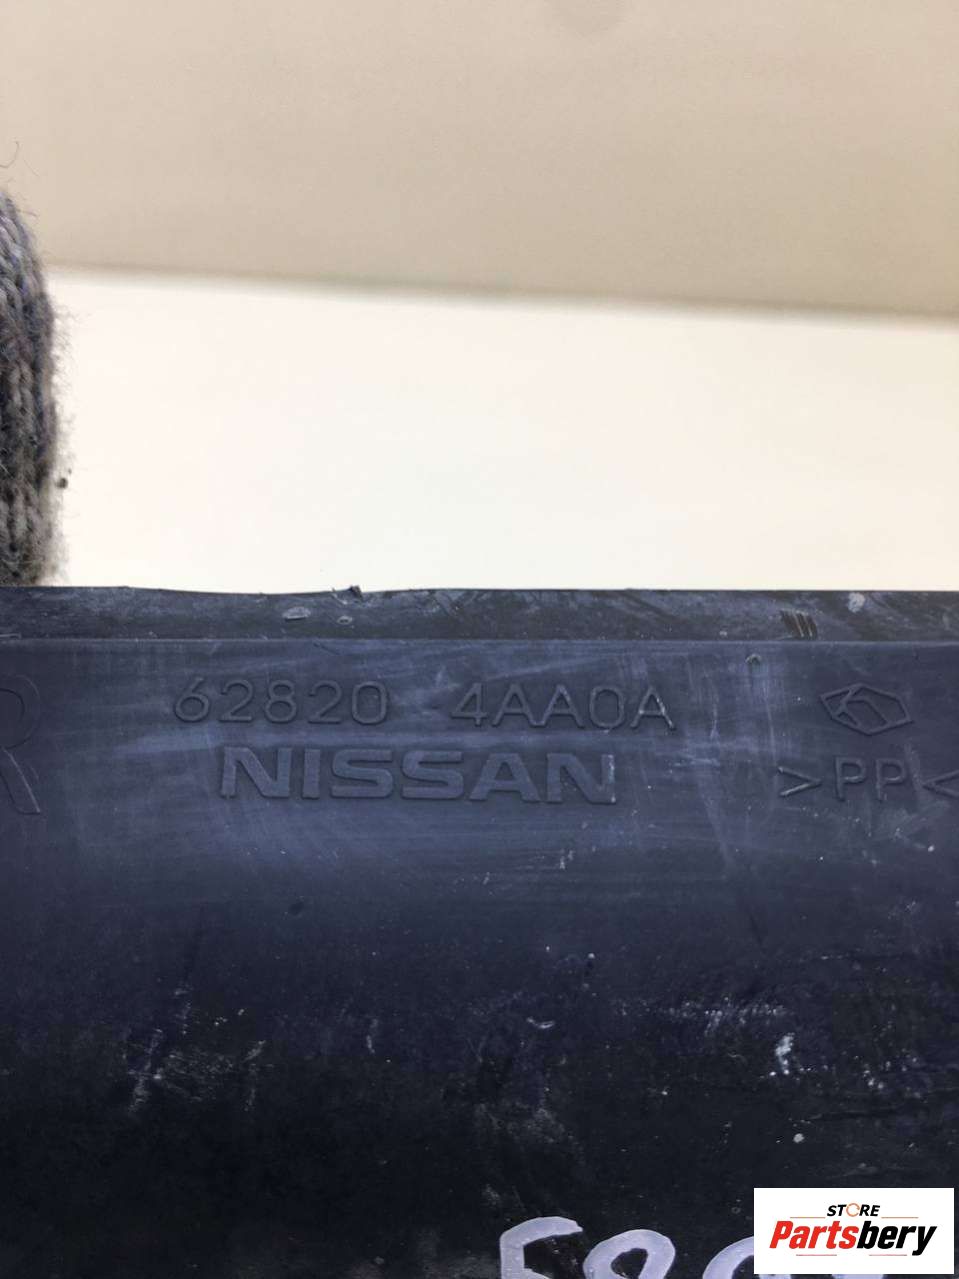 R
62820 4AA0A
NISSAN
>PP<
STORE
Partsbery